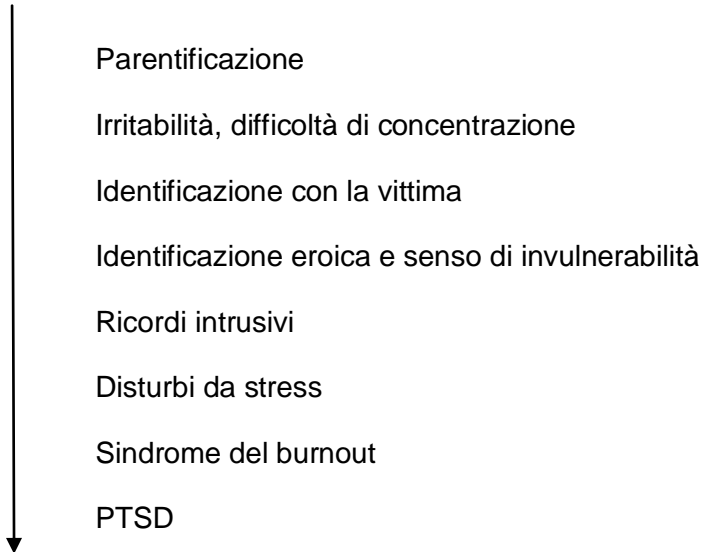 Parentificazione
Irritabilità, difficoltà di concentrazione
Identificazione con la vittima
Identificazione eroica e senso di invulnerabilità
Ricordi intrusivi
Disturbi da stress
Sindrome del burnout
PTSD